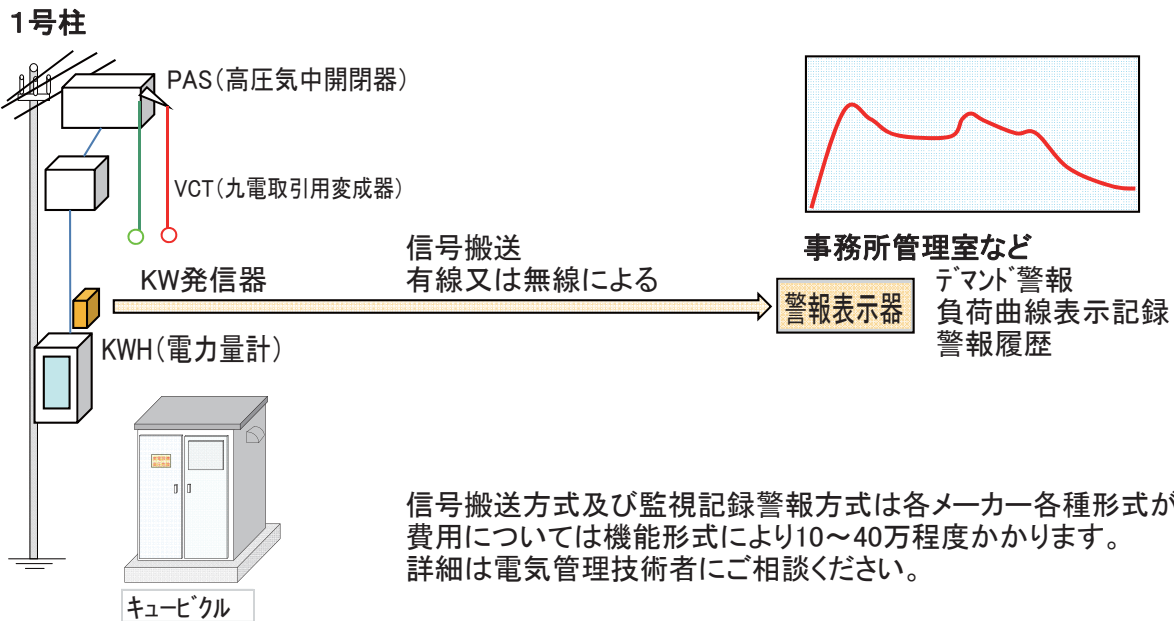 1号柱
PAS(高圧気中開閉器)
VCT(九電取引用変成器)
KW発信器
信号搬送
有線又は無線による
KWH(電力量計)
事務所管理室など
警報表示器
デマンド警報
負荷曲線表示記録
警報履歴
キュービクル
信号搬送方式及び監視記録警報方式は各メーカー各種形式が
費用については機能形式により10～40万程度かかります。
詳細は電気管理技術者にご相談ください。